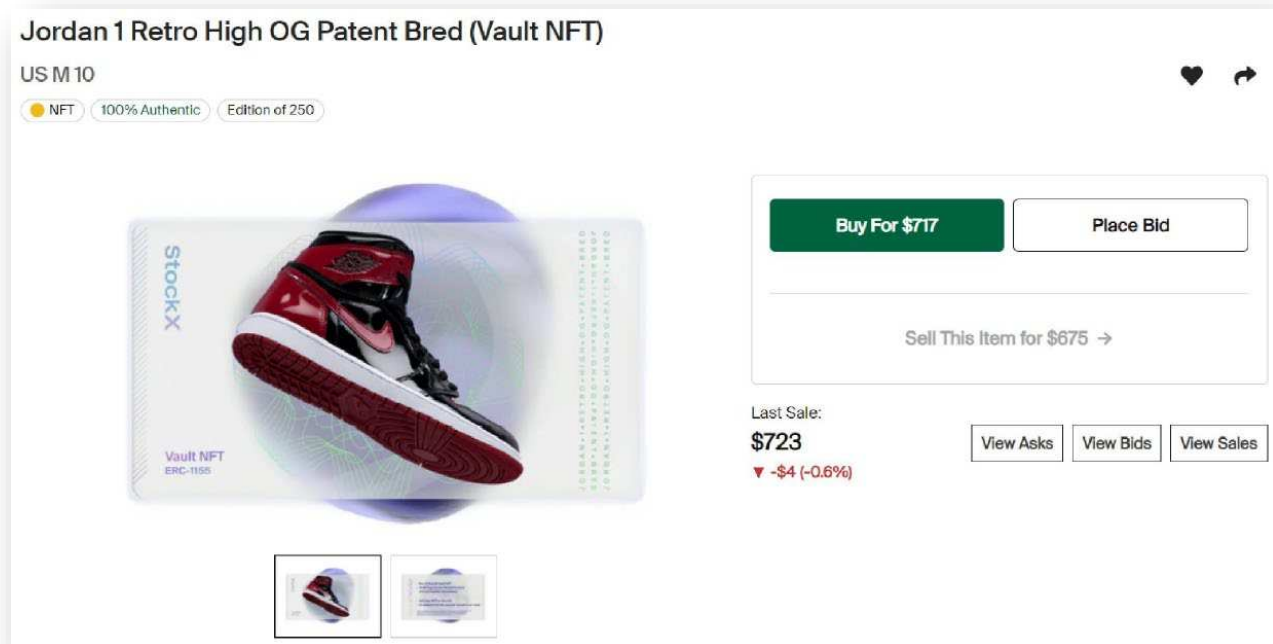 Jordan 1 Retro High OG Patent Bred (Vault NFT)
US M 10
NFT
100% Authentic
Edition of 250
StockX
Vault NFT
ERC-1155
Buy For $717
Place Bid
Sell This Item for $675 →
Last Sale:
$723
▼ -$4 (-0.6%)
View Asks
View Bids
View Sales